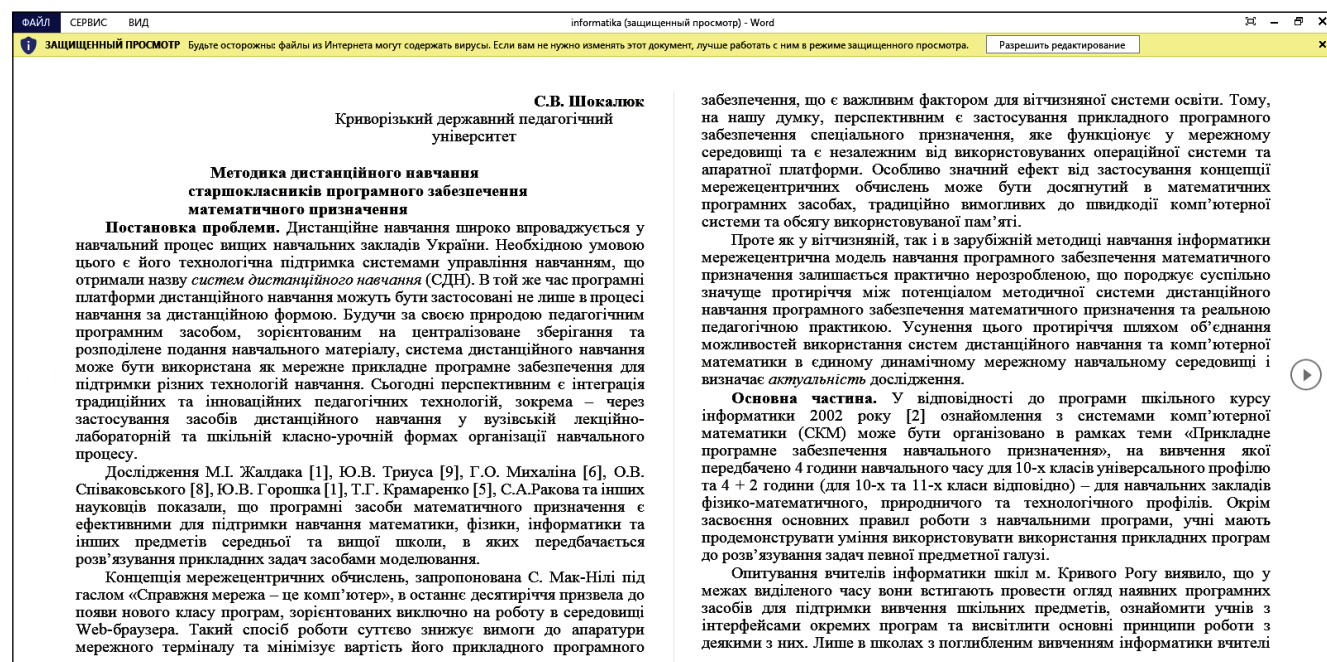 ФАЙЛ СЕРВИС ВИД
informatika (защищенный просмотр) - Word
ЗАЩИЩЕННЫЙ ПРОСМОТР Будьте осторожны: файлы из Интернета могут содержать вирусы. Если вам не нужно изменять этот документ, лучше работать с ним в режиме защищенного просмотра. Разрешить редактирование
С.В. Шокалюк
Криворізький державний педагогічний
університет
Методика дистанційного навчання
старшокласників програмного забезпечення
математичного призначення
Постановка проблеми. Дистанційне навчання широко впроваджується у
навчальний процес вищих навчальних закладів України. Необхідною умовою
цього є його технологічна підтримка системами управління навчанням, що
отримали назву систем дистанційного навчання (СДН). В той же час програмні
платформи дистанційного навчання можуть бути застосовані не лише в процесі
навчання за дистанційною формою. Будучи за своєю природою педагогічним
програмним засобом, зорієнтованим на централізоване зберігання та
розподілене подання навчального матеріалу, система дистанційного навчання
може бути використана як мережне прикладне програмне забезпечення для
підтримки різних технологій навчання. Сьогодні перспективним є інтеграція
традиційних та інноваційних педагогічних технологій, зокрема – через
застосування засобів дистанційного навчання у вузівській лекційно-
лабораторній та шкільній класно-урочній формах організації навчального
процесу.
Дослідження М.І. Жалдака [1], Ю.В. Триуса [9], Г.О. Михаліна [6], О.В.
Співаковського [8], Ю.В. Горошка [1], Т.Г. Крамаренко [5], С.А.Ракова та інших
науковців показали, що програмні засоби математичного призначення є
ефективними для підтримки навчання математики, фізики, інформатики та
інших предметів середньої та вищої школи, в яких передбачається
розв’язування прикладних задач засобами моделювання.
Концепція мережецентричних обчислень, запропонована С. Мак-Нілі під
гаслом «Справжня мережа – це комп’ютер», в останнє десятиріччя призвела до
появи нового класу програм, зорієнтованих виключно на роботу в середовищі
Web-браузера. Такий спосіб роботи суттєво знижує вимоги до апаратури
мережного терміналу та мінімізує вартість його прикладного програмного
забезпечення, що є важливим фактором для вітчизняної системи освіти. Тому,
на нашу думку, перспективним є застосування прикладного програмного
забезпечення спеціального призначення, яке функціонує у мережному
середовищі та є незалежним від використовуваних операційної системи та
апаратної платформи. Особливо значний ефект від застосування концепції
мережецентричних обчислень може бути досягнутий в математичних
програмних засобах, традиційно вимогливих до швидкодії комп’ютерної
системи та обсягу використовуваної пам’яті.
Проте як у вітчизняній, так і в зарубіжній методиці навчання інформатики
мережецентрична модель навчання програмного забезпечення математичного
призначення залишається практично нерозробленою, що породжує суспільно
значуще протиріччя між потенціалом методичної системи дистанційного
навчання програмного забезпечення математичного призначення та реальною
педагогічною практикою. Усунення цього протиріччя шляхом об’єднання
можливостей використання систем дистанційного навчання та комп’ютерної
математики в єдиному динамічному мережному навчальному середовищі і
визначає актуальність дослідження.
Основна частина. У відповідності до програми шкільного курсу
інформатики 2002 року [2] ознайомлення з системами комп’ютерної
математики (СКМ) може бути організовано в рамках теми «Прикладне
програмне забезпечення навчального призначення», на вивчення якої
передбачено 4 години навчального часу для 10-х класів універсального профілю
та 4 + 2 години (для 10-х та 11-х класи відповідно) – для навчальних закладів
фізико-математичного, природничого та технологічного профілів. Окрім
засвоєння основних правил роботи з навчальними програми, учні мають
продемонструвати уміння використовувати використання прикладних програм
до розв’язування задач певної предметної галузі.
Опитування вчителів інформатики шкіл м. Кривого Рогу виявило, що у
межах виділеного часу вони встигають провести огляд наявних програмних
засобів для підтримки вивчення шкільних предметів, ознайомити учнів з
інтерфейсами окремих програм та висвітлити основні принципи роботи з
деякими з них. Лише в школах з поглибленим вивченням інформатики вчителі